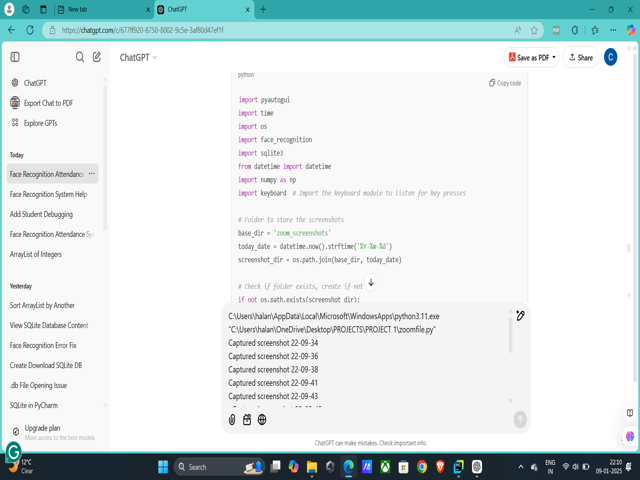 New tab
ChatGPT
https://chatgpt.com/c/677ff920-8750-8002-9c5e-3af80d47ef1f
ChatGPT
Save as PDF
Share
C
ChatGPT
Export Chat to PDF
Explore GPTs
Today
Face Recognition Attendance
Face Recognition System Help
Add Student Debugging
Face Recognition Attendance Sy
ArrayList of Integers
Yesterday
Sort ArrayList by Another
View SQLite Database Content
Face Recognition Error Fix
Create Download SQLite DB
.db File Opening Issue
SQLite in PyCharm
Upgrade plan
More access to the best models
python
Copy code
import pyautogui
import time
import os
import face_recognition
import sqlite3
from datetime import datetime
import numpy as np
import keyboard # Import the keyboard module to listen for key presses
# Folder to store the screenshots
base_dir = 'zoom_screenshots'
today_date = datetime.now().strftime('%Y-%m-%d')
screenshot_dir = os.path.join(base_dir, today_date)
# Check if folder exists, create if not
if not os.path.exists(screenshot_dir):
C:\Users\halan\AppData\Local\Microsoft\WindowsApps\python3.11.exe
"C:\Users\halan\OneDrive\Desktop\PROJECTS\PROJECT 1\zoomfile.py"
Captured screenshot 22-09-34
Captured screenshot 22-09-36
Captured screenshot 22-09-38
Captured screenshot 22-09-41
Captured screenshot 22-09-43
ChatGPT can make mistakes. Check important info.
12°C
Clear
Search
ENG
IN
22:10
09-01-2025